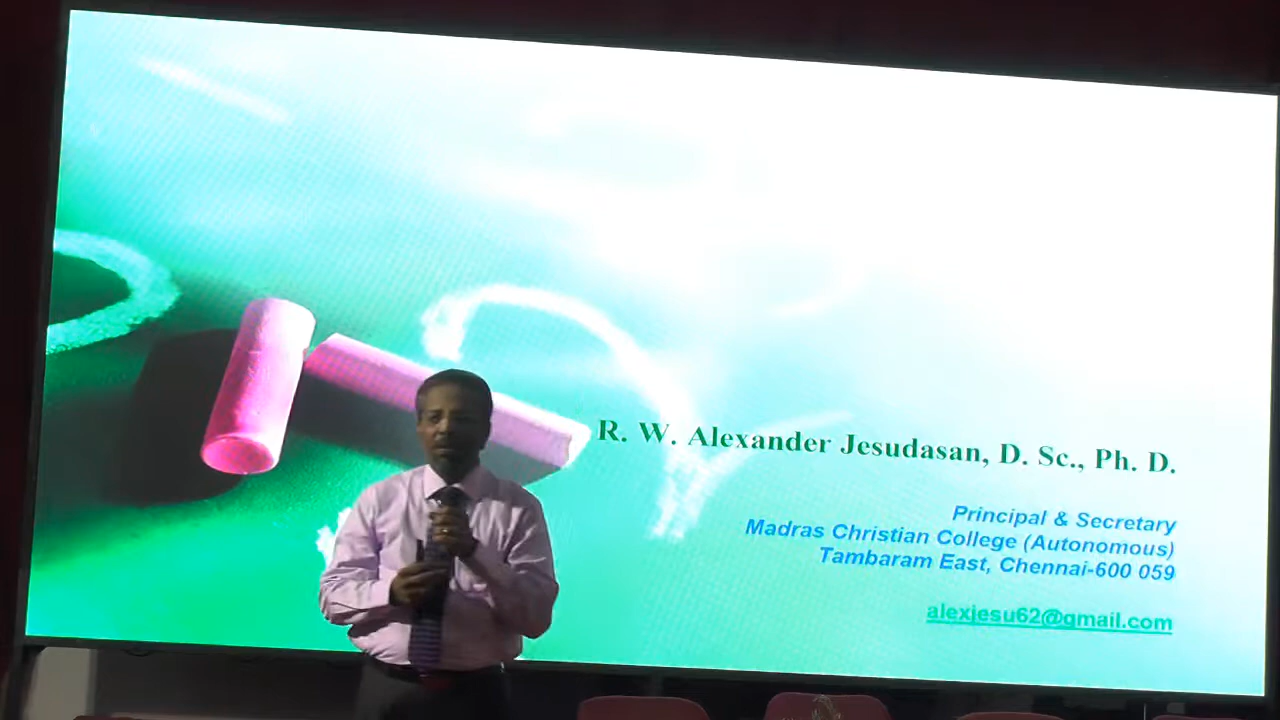 R. W. Alexander Jesudasan, D. Sc., Ph. D.
Principal & Secretary
Madras Christian College (Autonomous)
Tambaram East, Chennai-600 059
alexjesu62@gmail.com